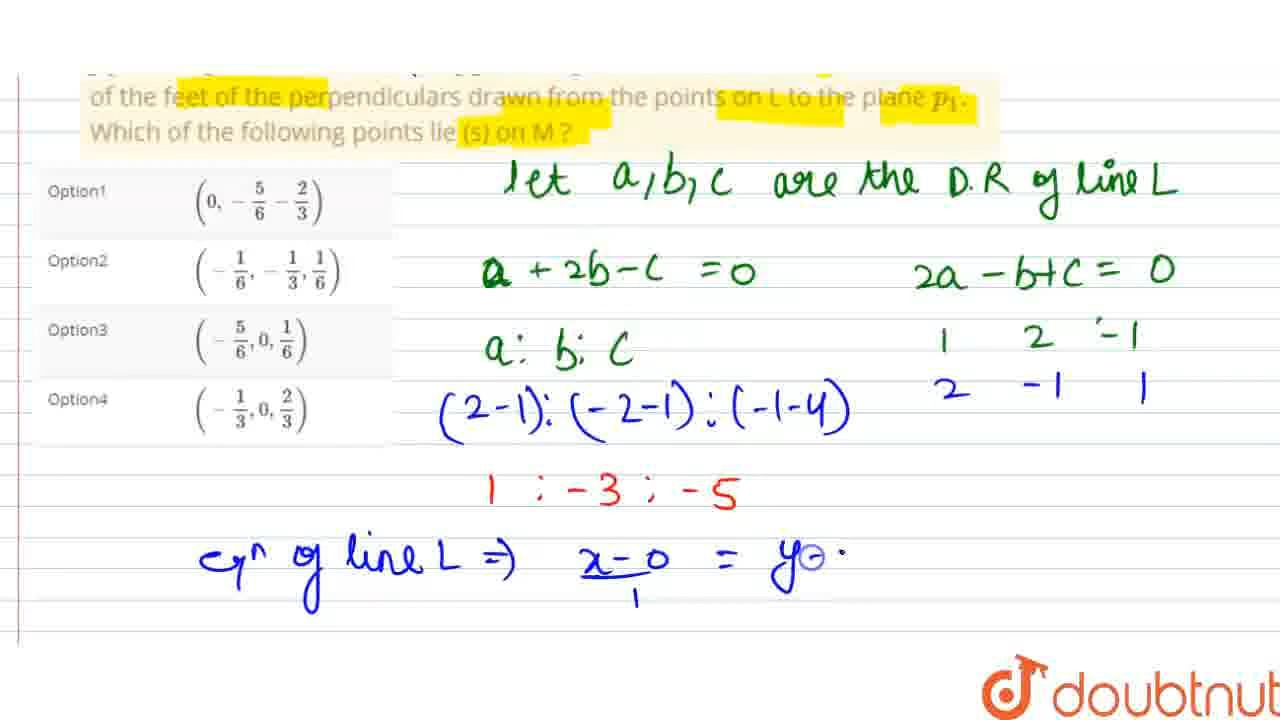 of the feet of the perpendiculars drawn from the points on L to the plane p₁.
Which of the following points lie (s) on M ?
Option1 (0, −5/6 − 2/3)
Option2 (−1/6, −1/3, 1/6)
Option3 (−5/6, 0, 1/6)
Option4 (−1/3, 0, 2/3)
let a, b, c are the D.R of line L
a + 2b − c = 0 2a − b + c = 0
a : b : c 1 2 −1
(2−1) : (−2−1) : (−1−4) 2 −1 1
1 : −3 : −5
eqⁿ of line L ⇒ x−0/1 = y−
doubtnut